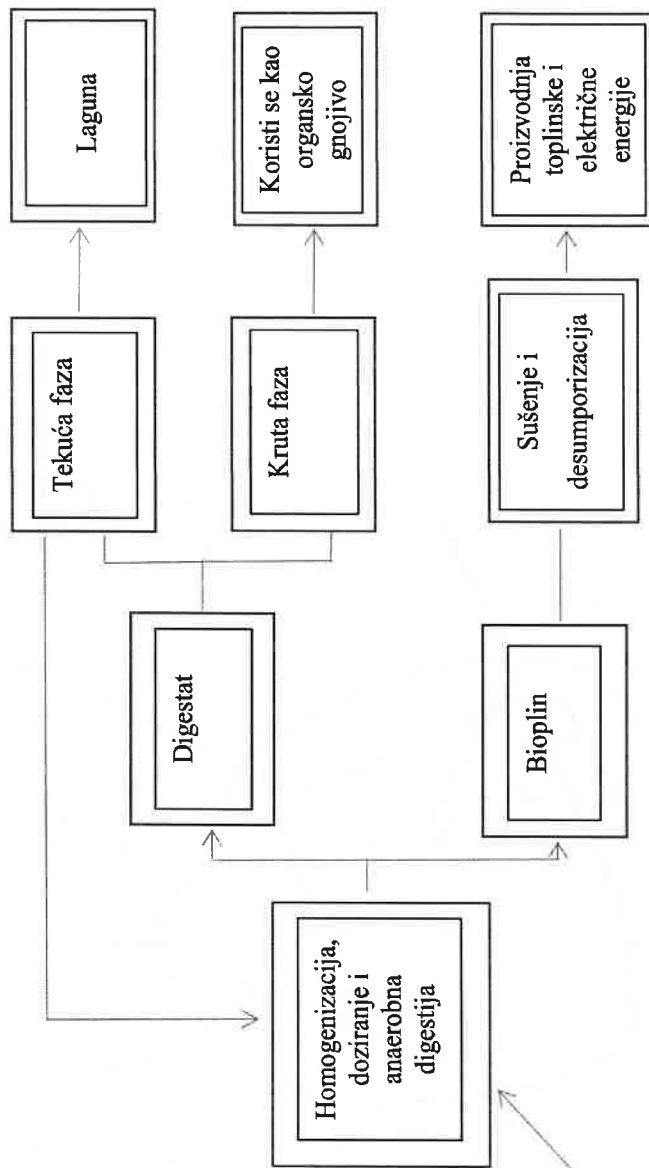 Homogenizacija,
doziranje i
anaerobna
digestija
Digestat
Bioplin
Tekuća faza
Kruta faza
Sušenje i
desumporizacija
Laguna
Koristi se kao
organsko
gnojivo
Proizvodnja
toplinske i
električne
energije